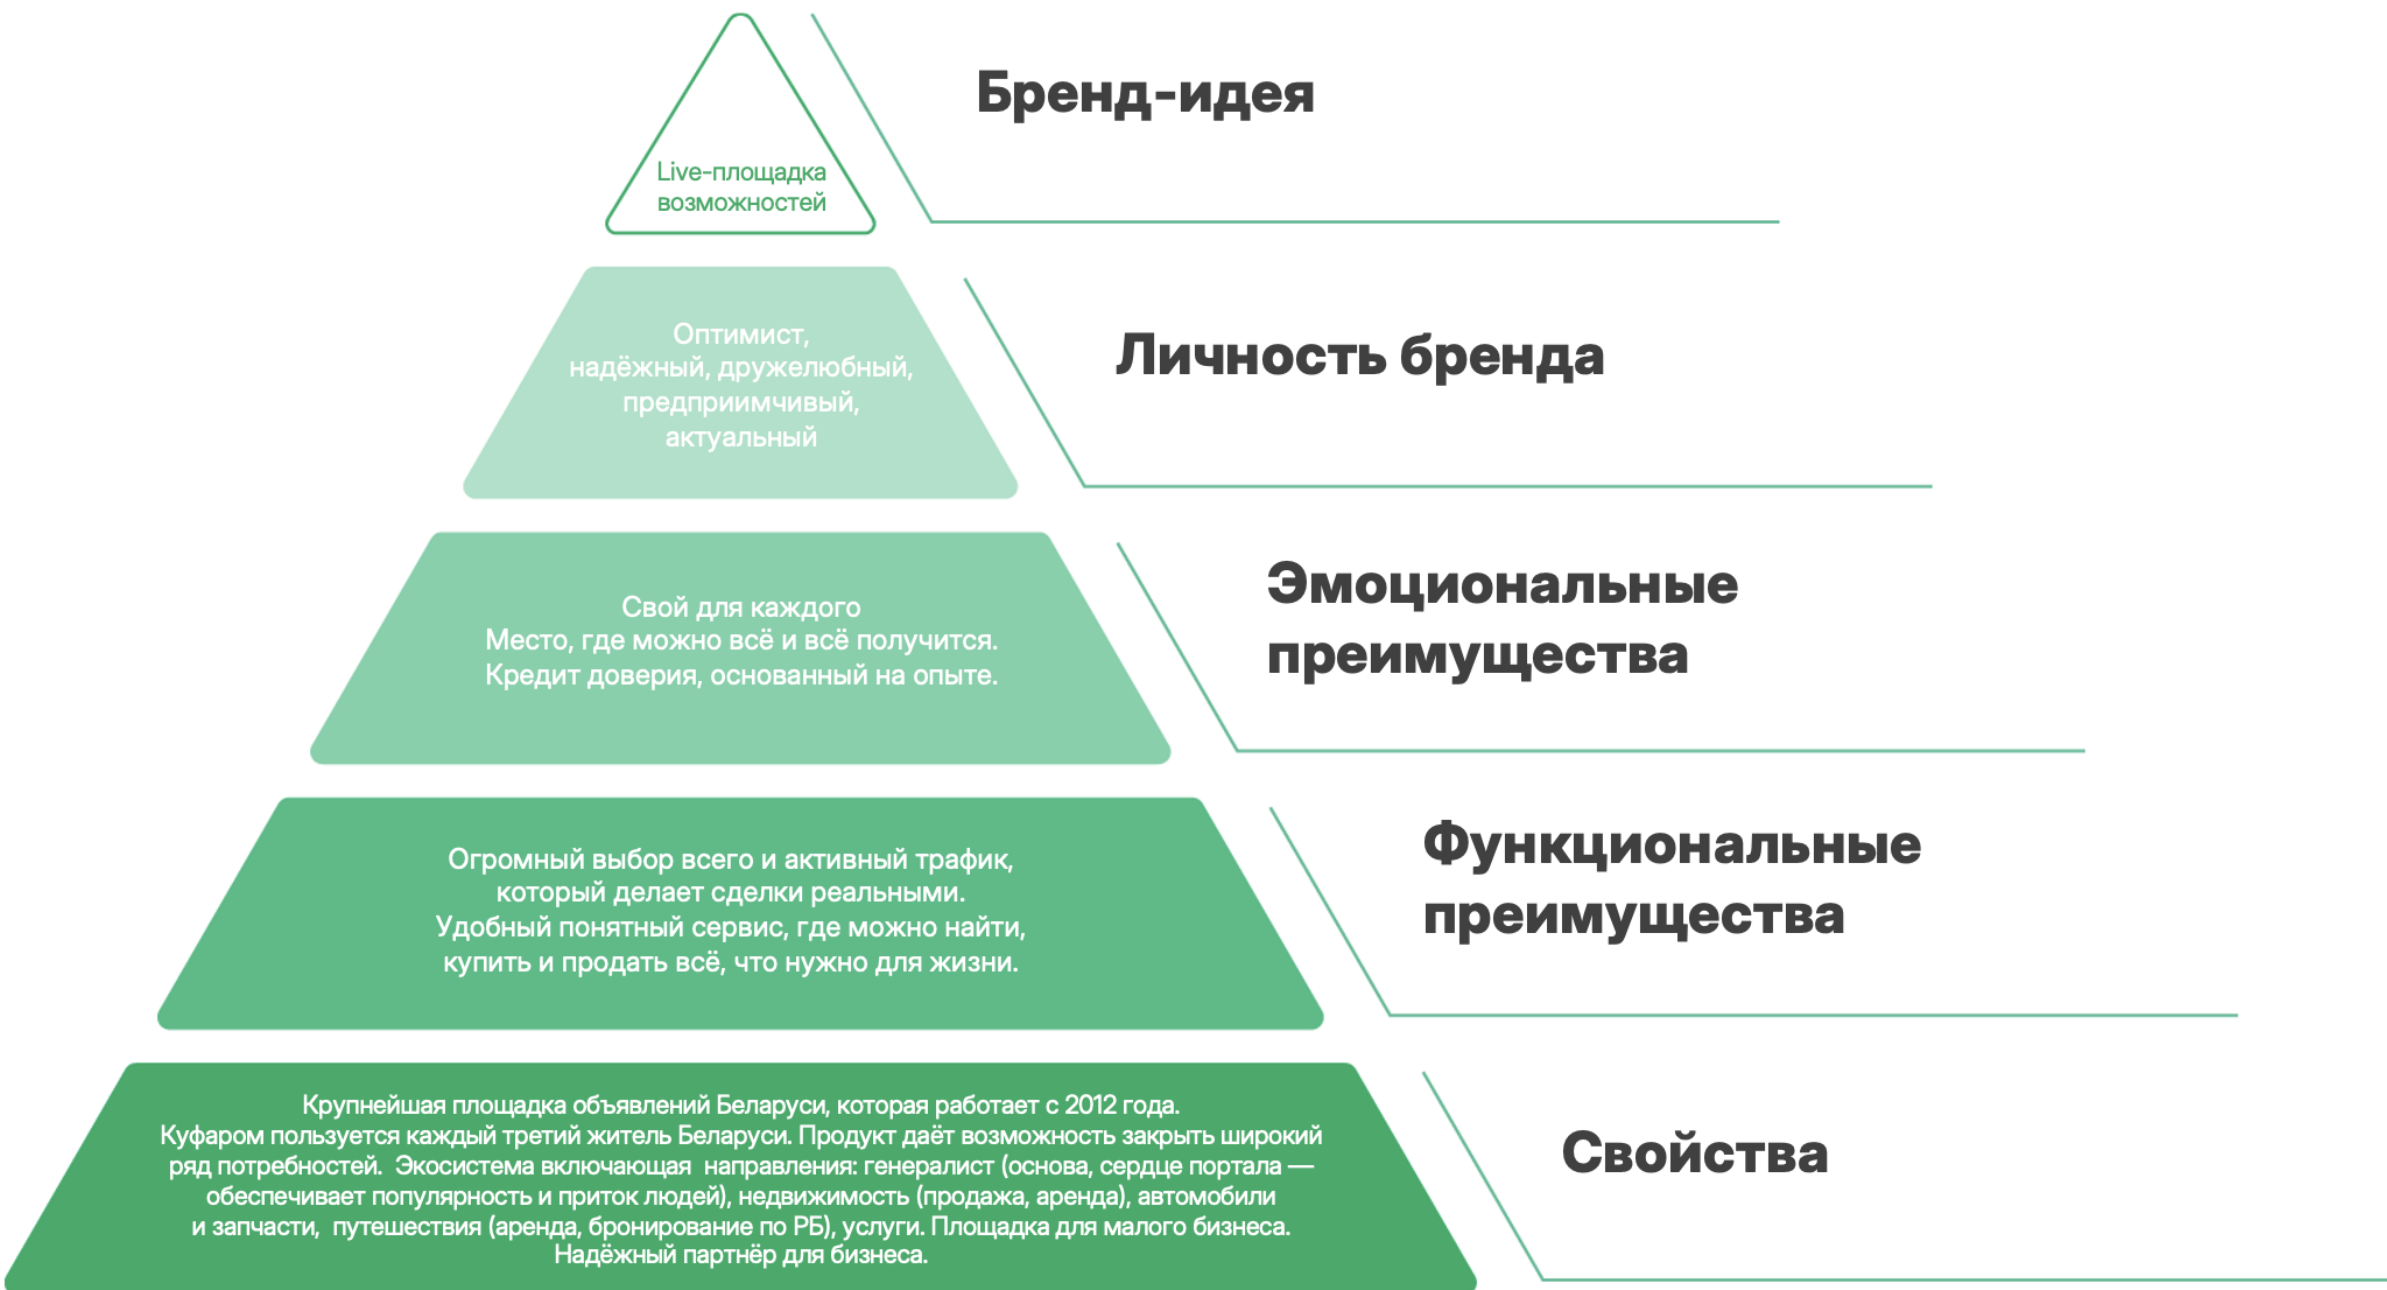 Бренд-идея
Live-площадка
возможностей
Личность бренда
Оптимист,
надёжный, дружелюбный,
предприимчивый,
актуальный
Эмоциональные
преимущества
Свой для каждого
Место, где можно всё и всё получится.
Кредит доверия, основанный на опыте.
Функциональные
преимущества
Огромный выбор всего и активный трафик,
который делает сделки реальными.
Удобный понятный сервис, где можно найти,
купить и продать всё, что нужно для жизни.
Свойства
Крупнейшая площадка объявлений Беларуси, которая работает с 2012 года.
Куфаром пользуется каждый третий житель Беларуси. Продукт даёт возможность закрыть широкий
ряд потребностей. Экосистема включающая направления: генералист (основа, сердце портала —
обеспечивает популярность и приток людей), недвижимость (продажа, аренда), автомобили
и запчасти, путешествия (аренда, бронирование по РБ), услуги. Площадка для малого бизнеса.
Надёжный партнёр для бизнеса.